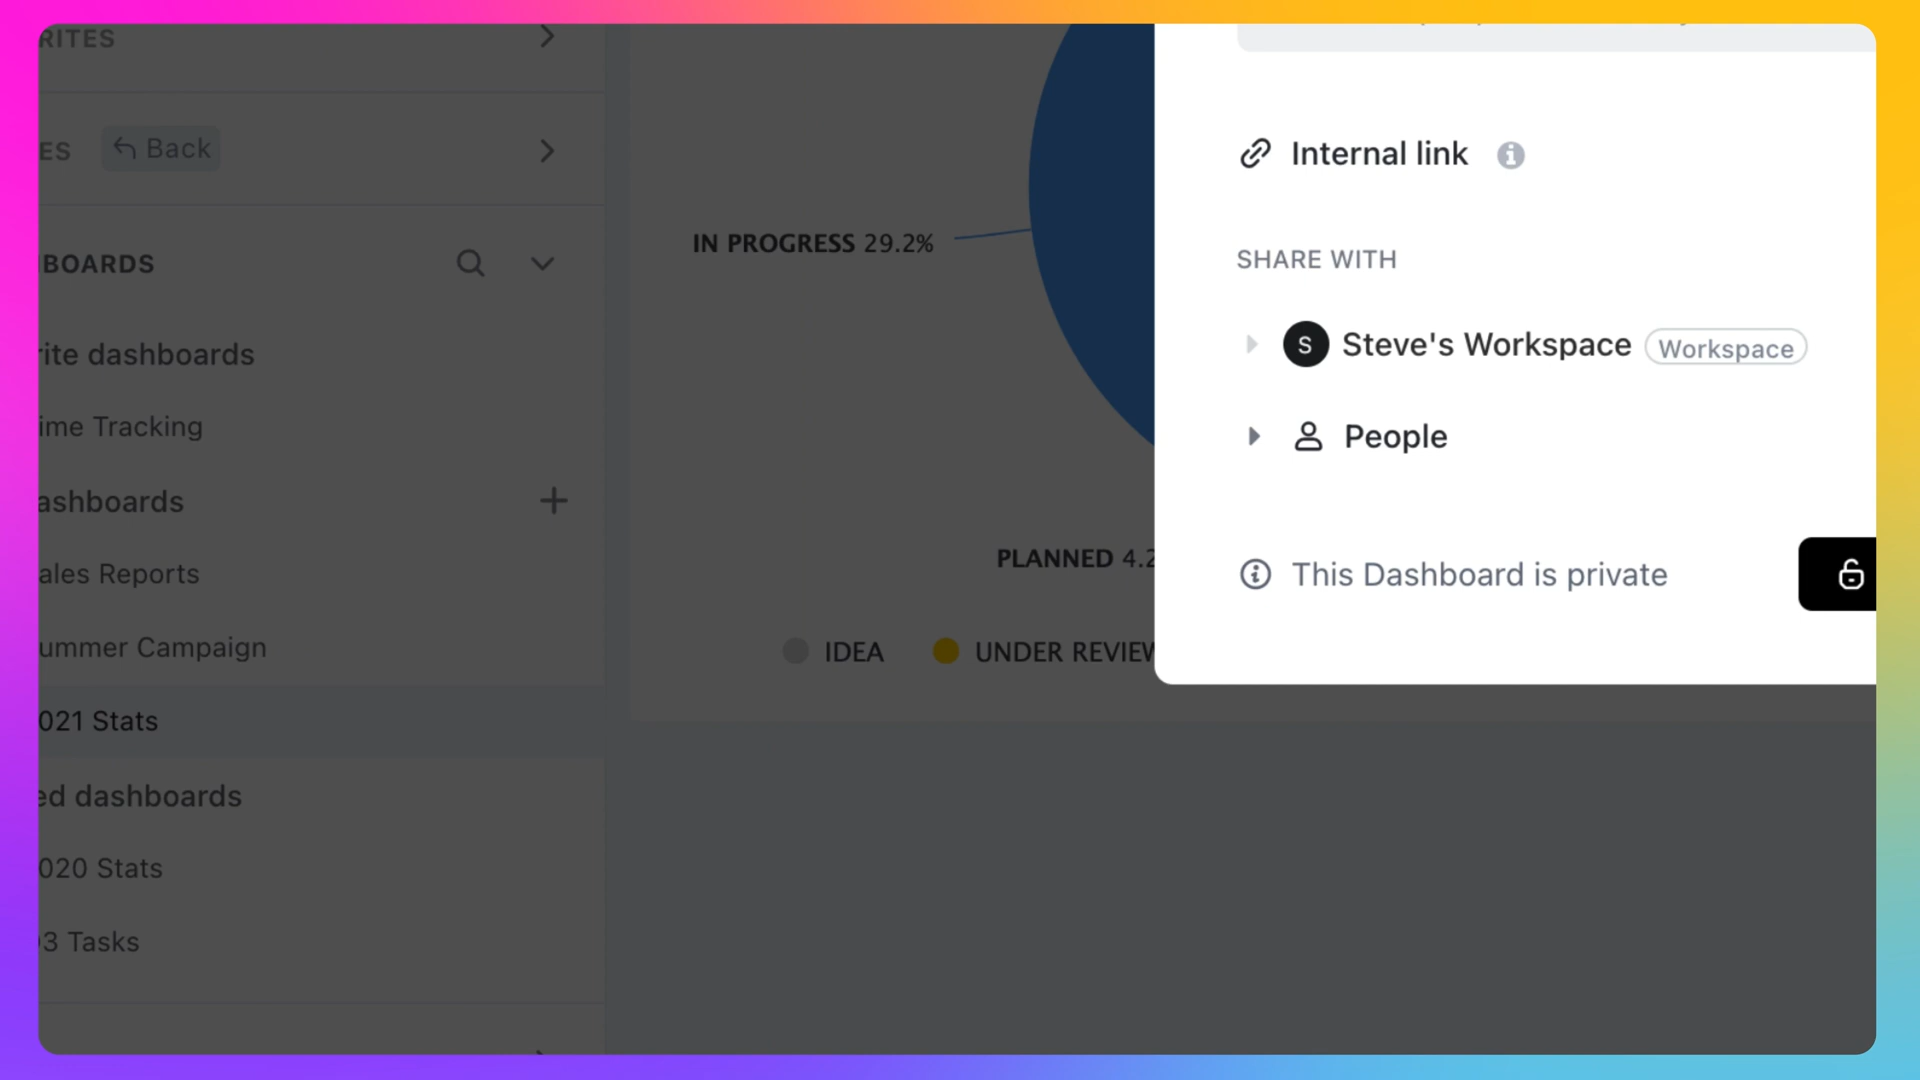 RITES
ES
Back
BOARDS
rite dashboards
ime Tracking
ashboards
ales Reports
ummer Campaign
021 Stats
ed dashboards
020 Stats
3 Tasks
IN PROGRESS 29.2%
PLANNED 4.2
IDEA
UNDER REVIEW
Internal link
SHARE WITH
S Steve's Workspace Workspace
People
This Dashboard is private